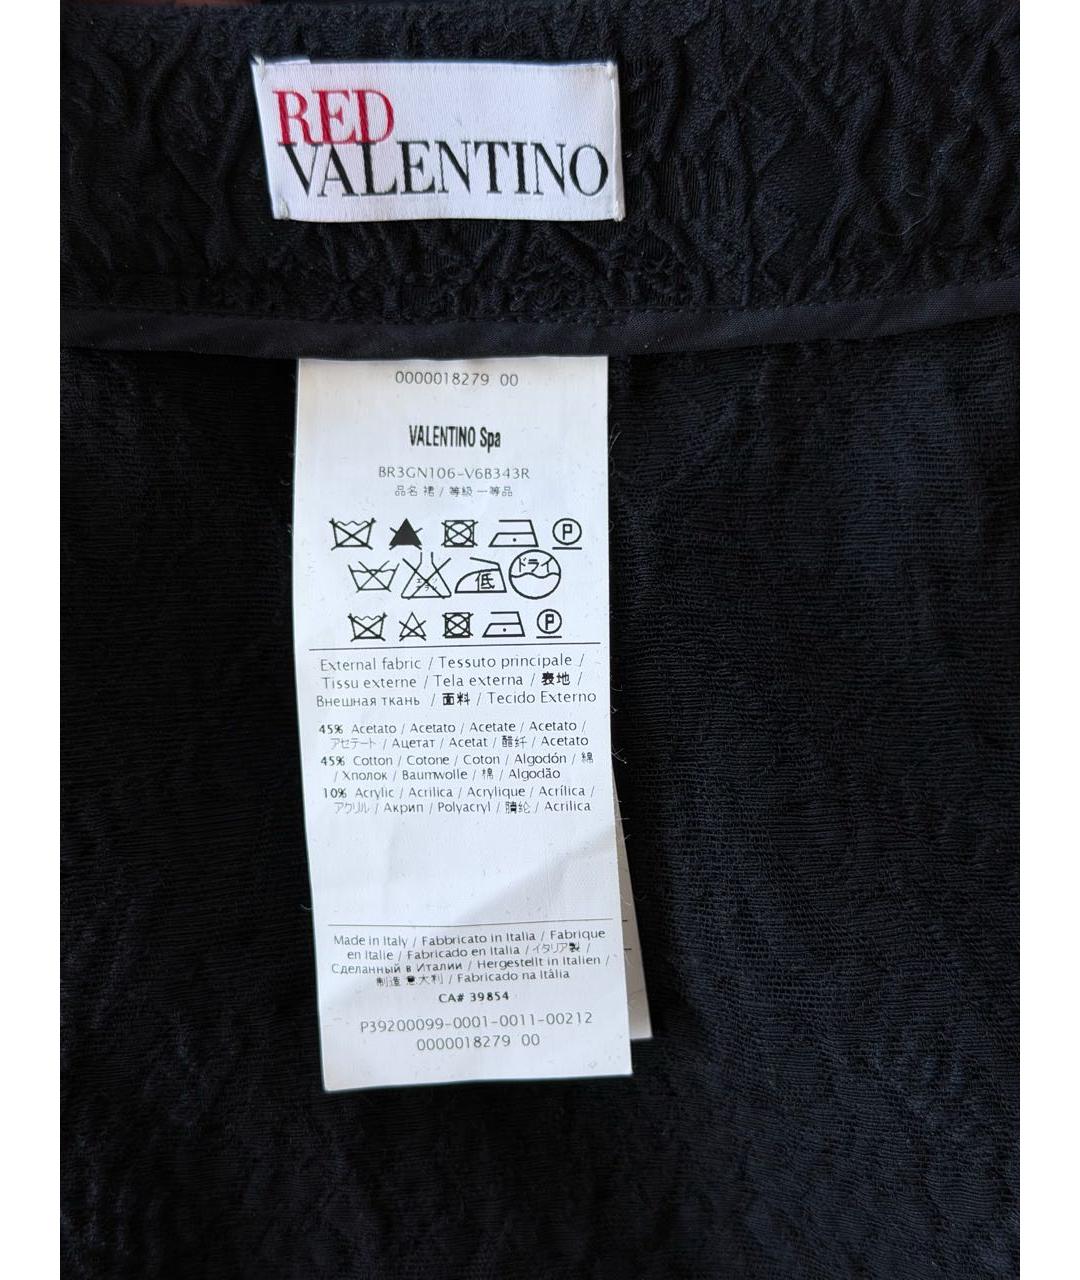 RED
VALENTINO
0000018279 00
VALENTINO Spa
BR3GN106-V6B343R
品名 裙 / 等級 一等品
P
ドライ
エンソ
低
P
External fabric / Tessuto principale /
Tissu externe / Tela externa / 表地 /
Внешная ткань / 面料 / Tecido Externo
45% Acetato / Acetato / Acetate / Acetato /
アセテート / Ацетат / Acetat / 醋纤 / Acetato
45% Cotton / Cotone / Coton / Algodón / 綿
/ Хлопок / Baumwolle / 棉 / Algodão
10% Acrylic / Acrilica / Acrylique / Acrílica /
アクリル / Акрил / Polyacryl / 腈纶 / Acrilica
Made in Italy / Fabbricato in Italia / Fabrique
en Italie / Fabricado en Italia / イタリア製 /
Сделанный в Италии / Hergestellt in Italien /
制造 意大利 / Fabricado na Itália
CA# 39854
P39200099-0001-0011-00212
0000018279 00